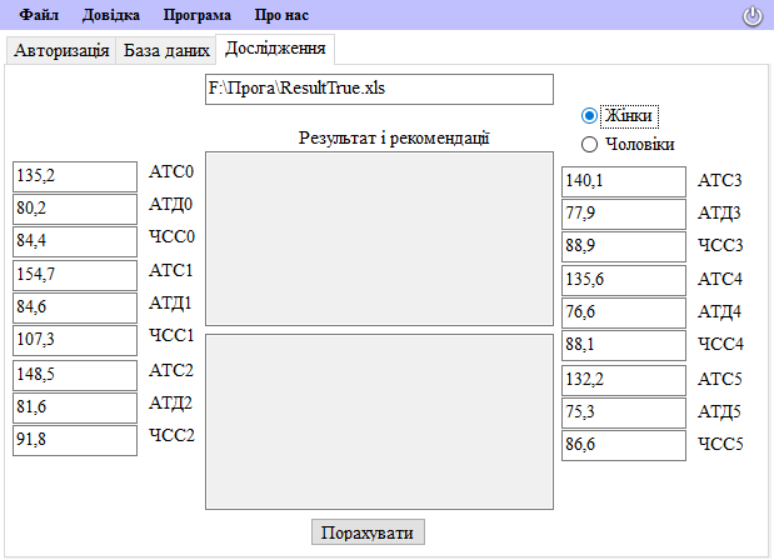 Файл Довідка Програма Про нас
Авторизація База даних Дослідження
F:\Прога\ResultTrue.xls
Жінки
Чоловіки
Результат і рекомендації
135,2 АТС0
80,2 АТД0
84,4 ЧСС0
154,7 АТС1
84,6 АТД1
107,3 ЧСС1
148,5 АТС2
81,6 АТД2
91,8 ЧСС2
140,1 АТС3
77,9 АТД3
88,9 ЧСС3
135,6 АТС4
76,6 АТД4
88,1 ЧСС4
132,2 АТС5
75,3 АТД5
86,6 ЧСС5
Порахувати